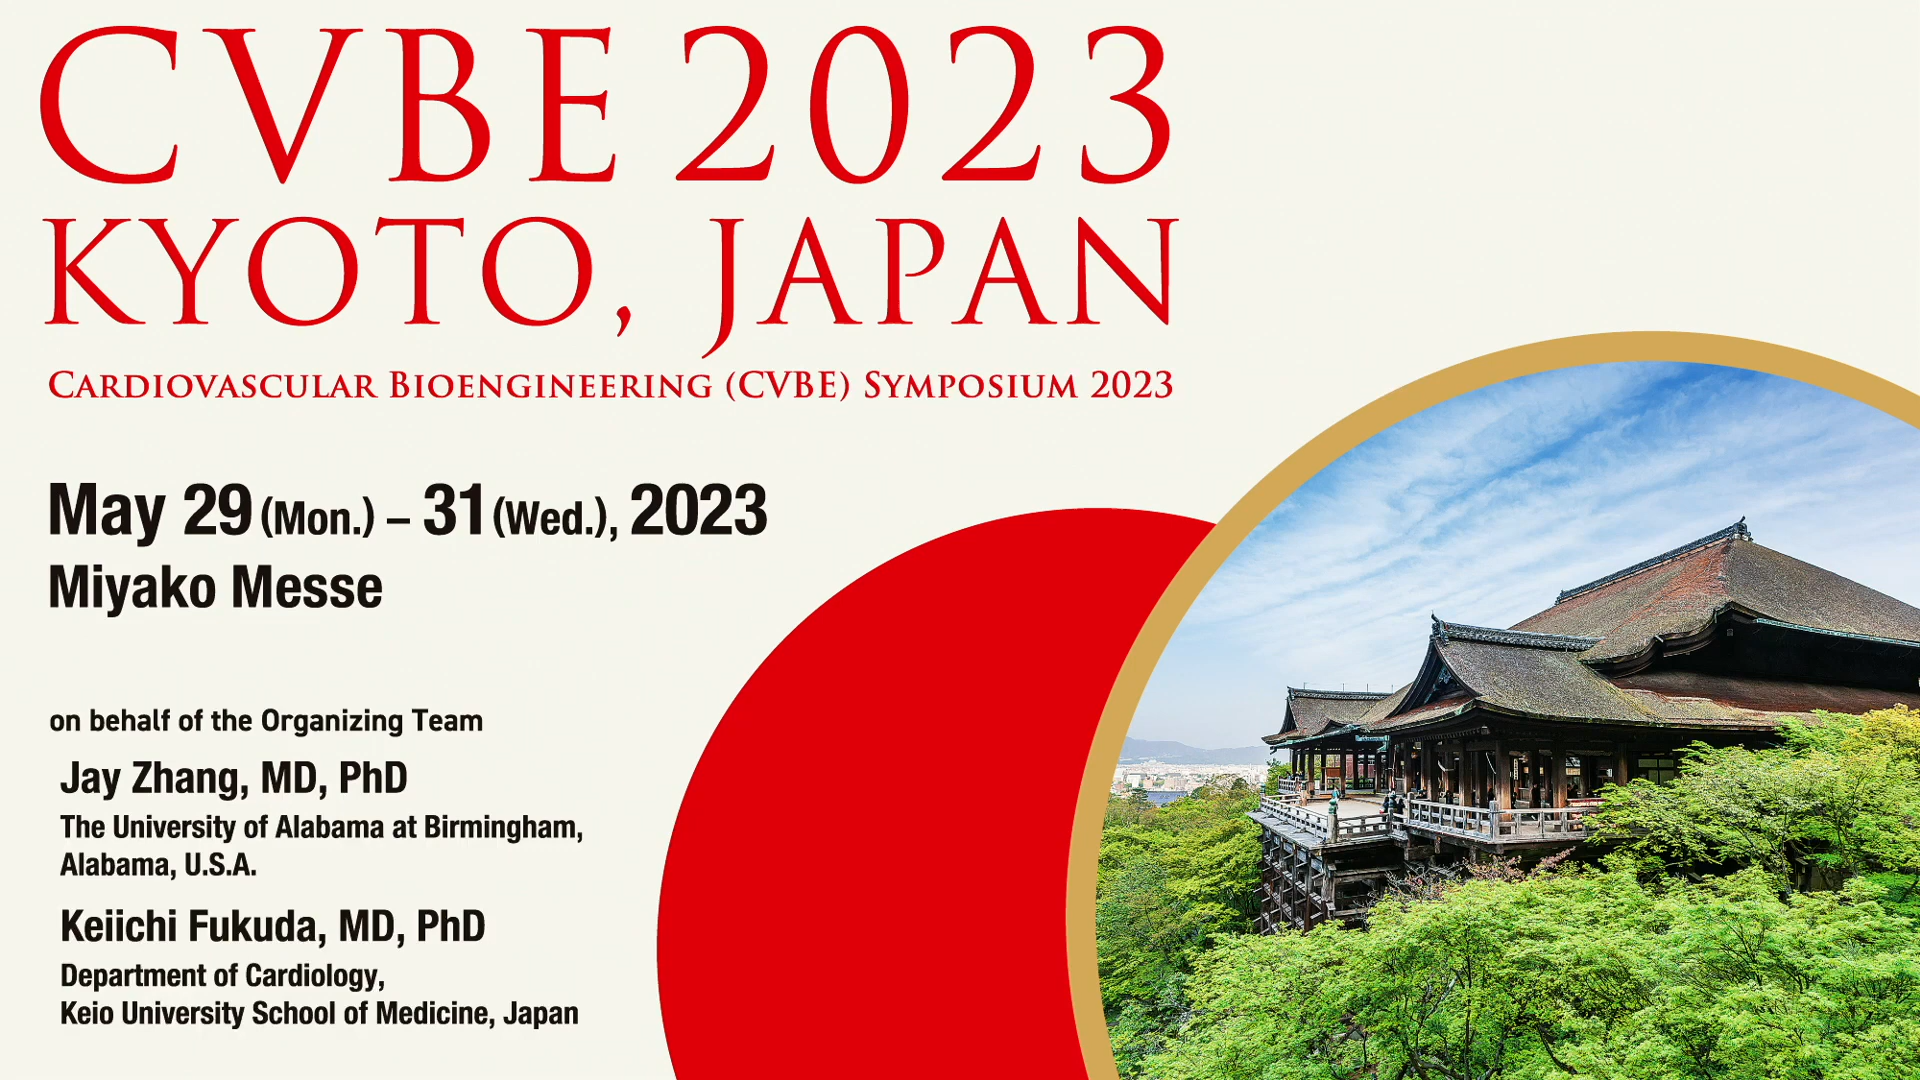 CVBE 2023
KYOTO, JAPAN
CARDIOVASCULAR BIOENGINEERING (CVBE) SYMPOSIUM 2023
May 29 (Mon.) – 31 (Wed.), 2023
Miyako Messe
on behalf of the Organizing Team
Jay Zhang, MD, PhD
The University of Alabama at Birmingham,
Alabama, U.S.A.
Keiichi Fukuda, MD, PhD
Department of Cardiology,
Keio University School of Medicine, Japan